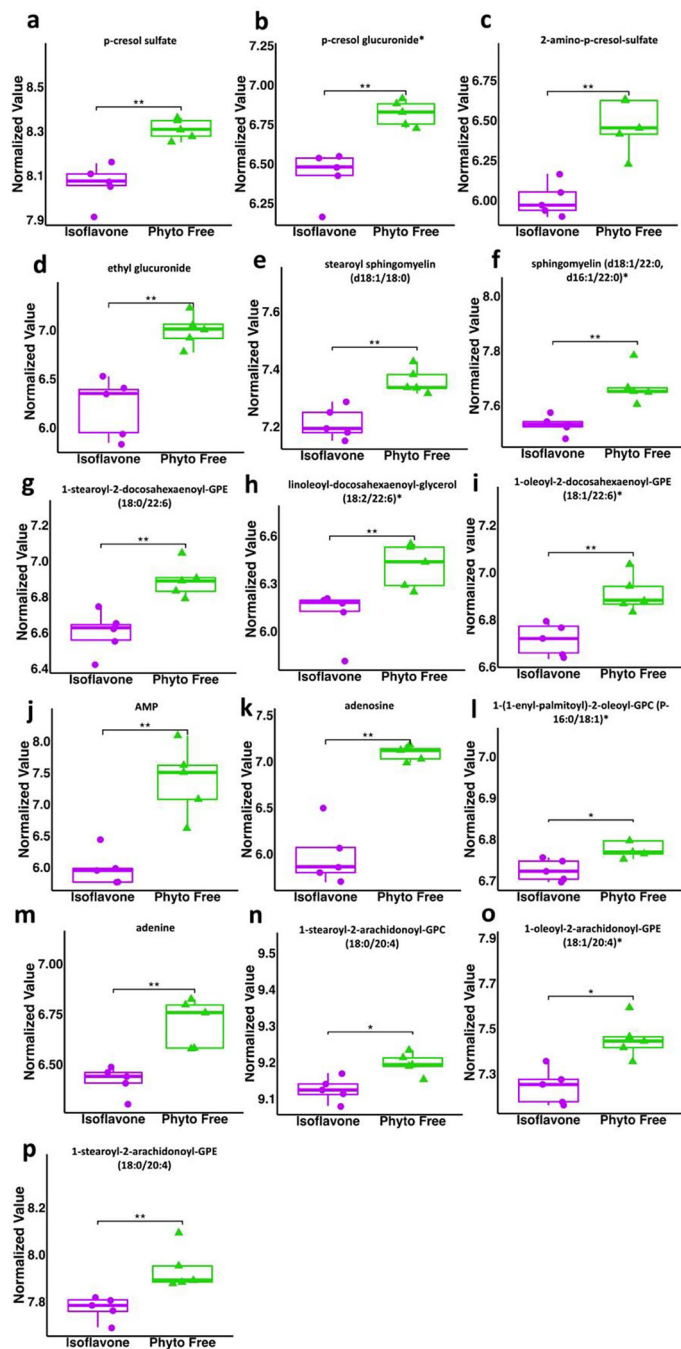 a
p-cresol sulfate
Normalized Value
8.5
8.3
8.1
7.9
**
Isoflavone Phyto Free
b
p-cresol glucuronide*
Normalized Value
7.25
7.00
6.75
6.50
6.25
**
Isoflavone Phyto Free
c
2-amino-p-cresol-sulfate
Normalized Value
6.75
6.50
6.25
6.00
**
Isoflavone Phyto Free
d
ethyl glucuronide
Normalized Value
7.0
6.5
6.0
**
Isoflavone Phyto Free
e
stearoyl sphingomyelin
(d18:1/18:0)
Normalized Value
7.6
7.4
7.2
**
Isoflavone Phyto Free
f
sphingomyelin (d18:1/22:0,
d16:1/22:0)*
Normalized Value
8.0
7.8
7.6
**
Isoflavone Phyto Free
g
1-stearoyl-2-docosahexaenoyl-GPE
(18:0/22:6)
Normalized Value
7.2
7.0
6.8
6.6
6.4
**
Isoflavone Phyto Free
h
linoleoyl-docosahexaenoyl-glycerol
(18:2/22:6)*
Normalized Value
6.6
6.3
6.0
**
Isoflavone Phyto Free
i
1-oleoyl-2-docosahexaenoyl-GPE
(18:1/22:6)*
Normalized Value
7.2
7.0
6.8
6.6
**
Isoflavone Phyto Free
j
AMP
Normalized Value
8.0
7.5
7.0
6.5
6.0
**
Isoflavone Phyto Free
k
adenosine
Normalized Value
7.5
7.0
6.5
6.0
**
Isoflavone Phyto Free
l
1-(1-enyl-palmitoyl)-2-oleoyl-GPC (P-
16:0/18:1)*
Normalized Value
7.0
6.9
6.8
6.7
*
Isoflavone Phyto Free
m
adenine
Normalized Value
7.00
6.75
6.50
**
Isoflavone Phyto Free
n
1-stearoyl-2-arachidonoyl-GPC
(18:0/20:4)
Normalized Value
9.5
9.3
9.2
9.1
*
Isoflavone Phyto Free
o
1-oleoyl-2-arachidonoyl-GPE
(18:1/20:4)*
Normalized Value
7.9
7.7
7.5
7.3
*
Isoflavone Phyto Free
p
1-stearoyl-2-arachidonoyl-GPE
(18:0/20:4)
Normalized Value
8.2
8.0
7.8
**
Isoflavone Phyto Free